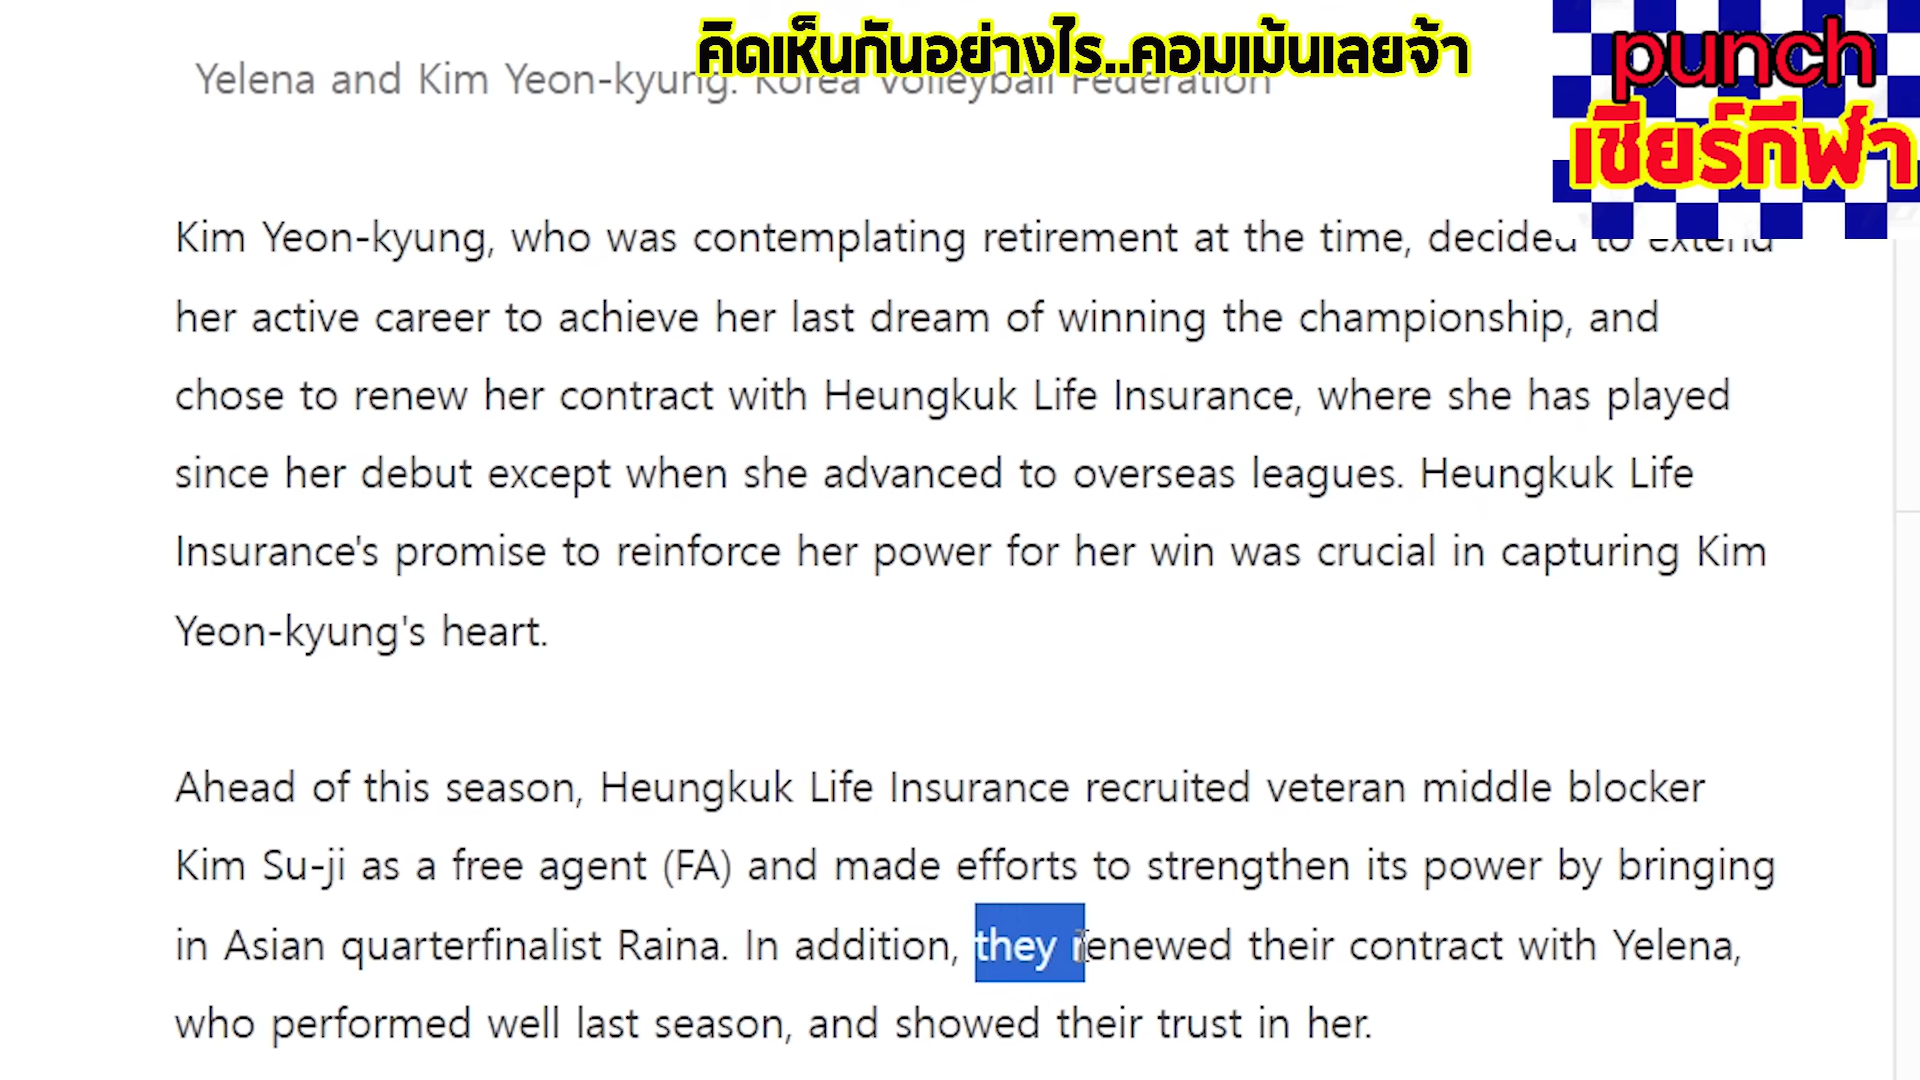 คิดเห็นกันอย่างไร..คอมเม้นเลยจ้า
punch
เชียร์กีฬา
Yelena and Kim Yeon-kyung. Korea Volleyball Federation
Kim Yeon-kyung, who was contemplating retirement at the time, decided to extend
her active career to achieve her last dream of winning the championship, and
chose to renew her contract with Heungkuk Life Insurance, where she has played
since her debut except when she advanced to overseas leagues. Heungkuk Life
Insurance's promise to reinforce her power for her win was crucial in capturing Kim
Yeon-kyung's heart.
Ahead of this season, Heungkuk Life Insurance recruited veteran middle blocker
Kim Su-ji as a free agent (FA) and made efforts to strengthen its power by bringing
in Asian quarterfinalist Raina. In addition, they renewed their contract with Yelena,
who performed well last season, and showed their trust in her.